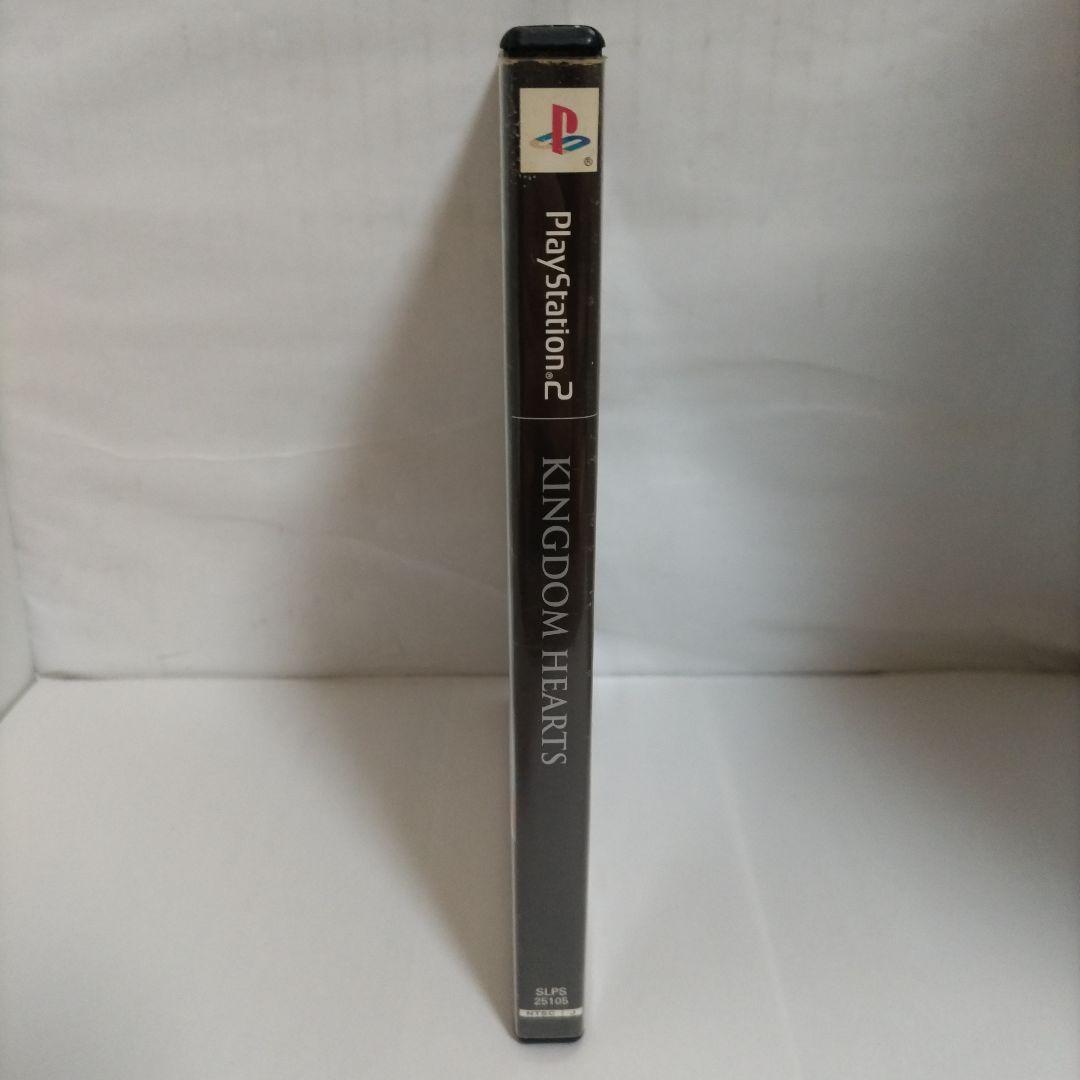 ®
PlayStation®2
KINGDOM HEARTS
SLPS
25105
NTSC J